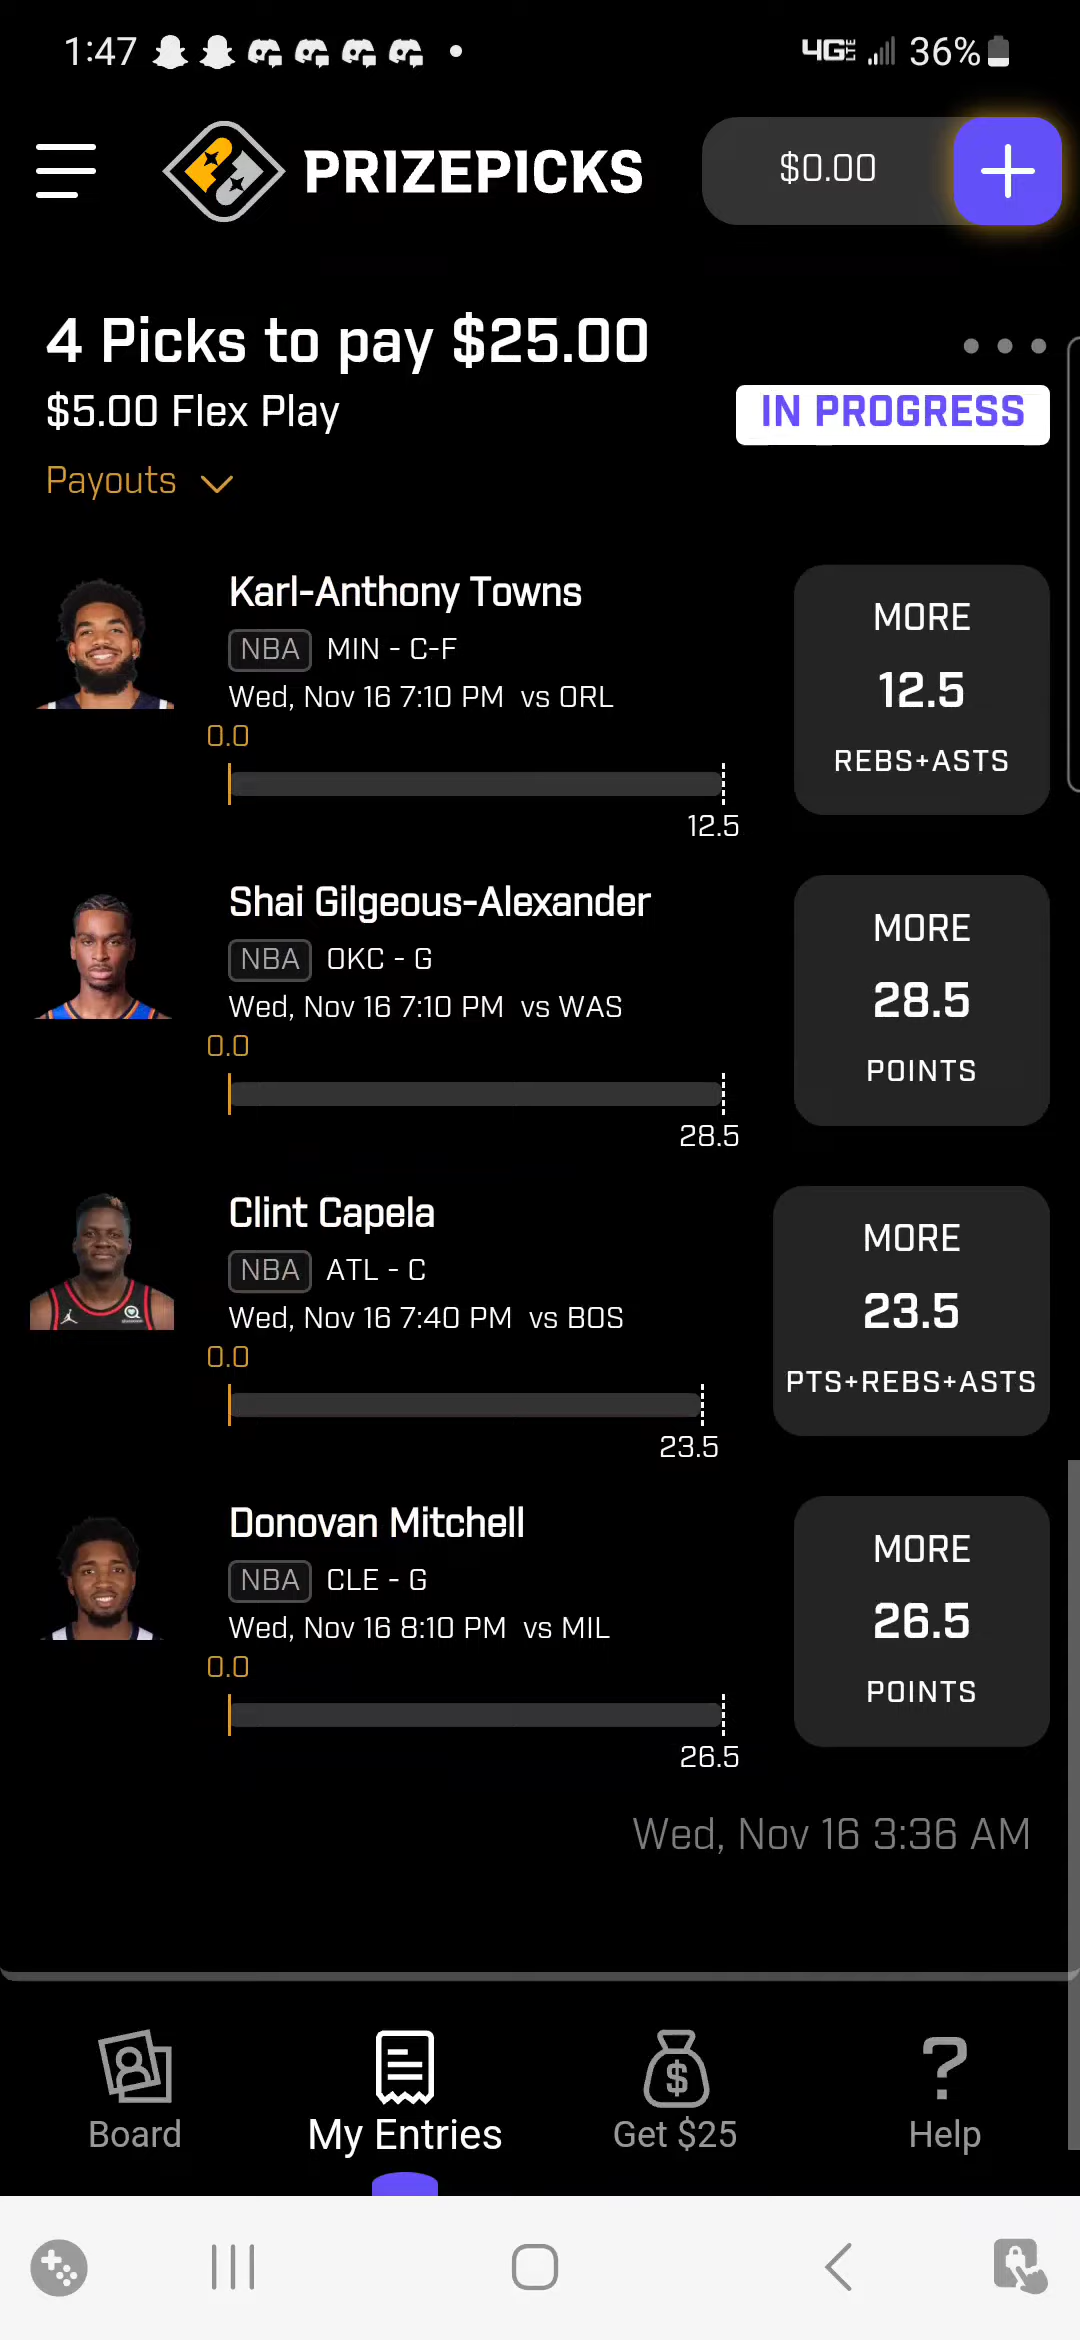 1:47
4G LTE 36%
PRIZEPICKS
$0.00
4 Picks to pay $25.00
$5.00 Flex Play
IN PROGRESS
Payouts
Karl-Anthony Towns
NBA MIN - C-F
Wed, Nov 16 7:10 PM vs ORL
0.0
12.5
MORE
12.5
REBS+ASTS
Shai Gilgeous-Alexander
NBA OKC - G
Wed, Nov 16 7:10 PM vs WAS
0.0
28.5
MORE
28.5
POINTS
Clint Capela
NBA ATL - C
Wed, Nov 16 7:40 PM vs BOS
0.0
23.5
MORE
23.5
PTS+REBS+ASTS
Donovan Mitchell
NBA CLE - G
Wed, Nov 16 8:10 PM vs MIL
0.0
26.5
MORE
26.5
POINTS
Wed, Nov 16 3:36 AM
Board
My Entries
Get $25
Help